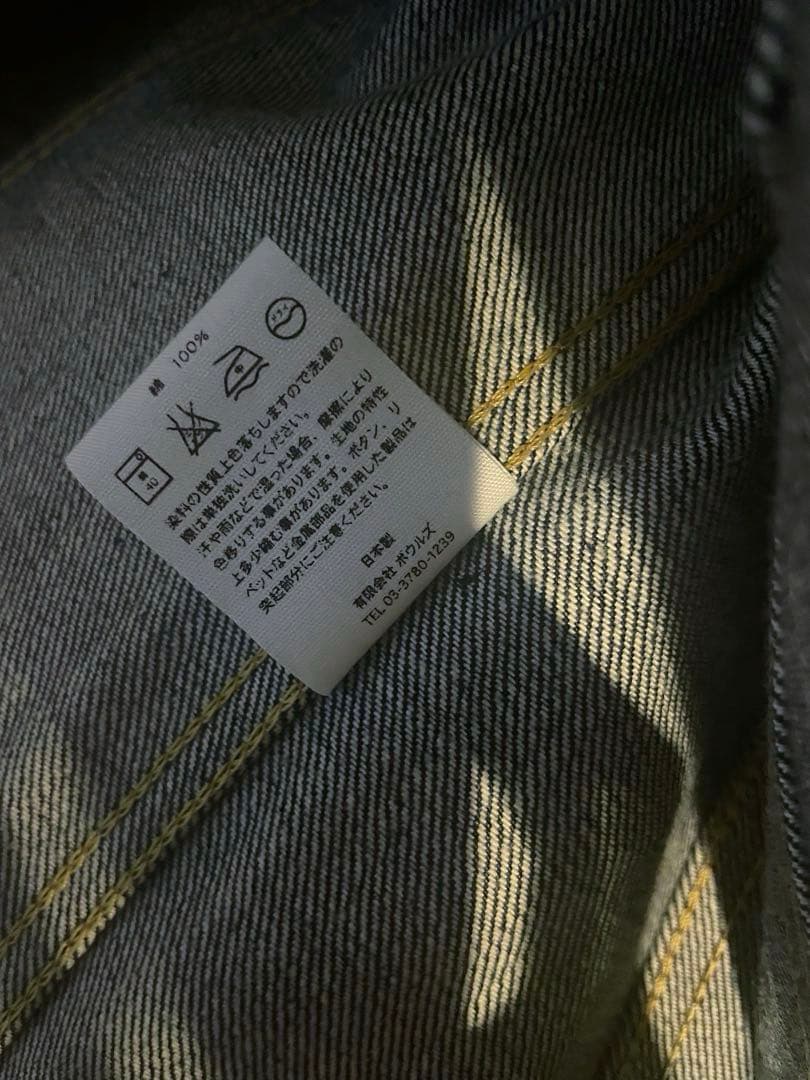 綿 100%
弱
40
中
ドライ
染料の性質上色落ちしますので洗濯の
際は単独洗いしてください。
汗や雨などで湿った場合、摩擦により
色移りする事があります。生地の特性
上多少縮む事があります。ボタン、リ
ベットなど金属部品を使用した製品は
突起部分にご注意ください。
日本製
有限会社 ボウルズ
TEL 03-3780-1239